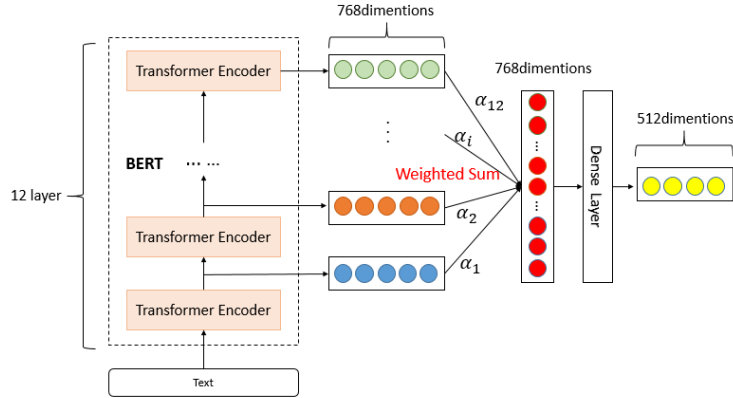 768dimentions
Transformer Encoder
768dimentions
α12
αi
512dimentions
BERT
... ...
Weighted Sum
12 layer
Dense Layer
α2
Transformer Encoder
α1
Transformer Encoder
Text